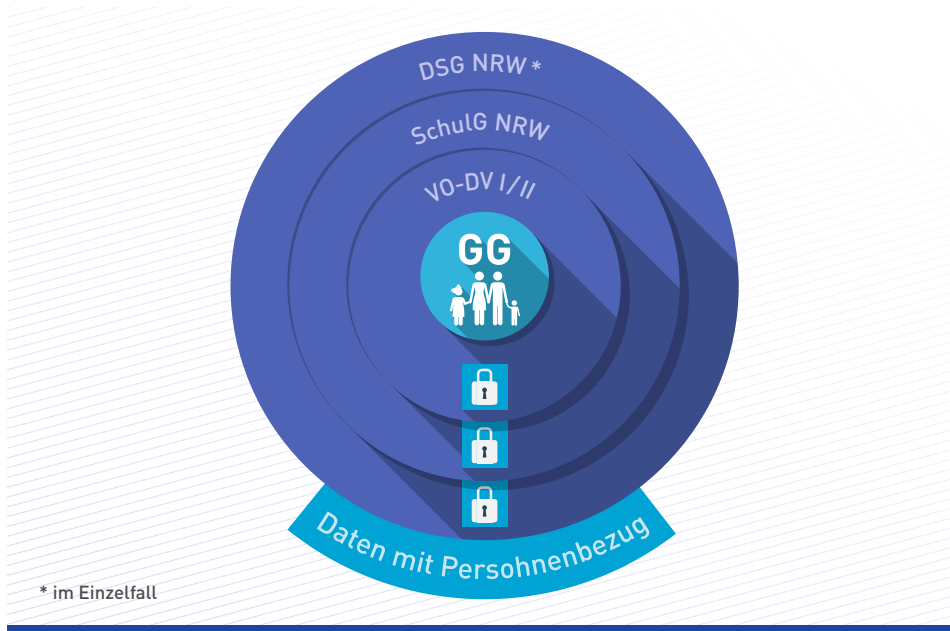 DSG NRW *
SchulG NRW
VO-DV I/II
GG
Daten mit Persohnenbezug
* im Einzelfall